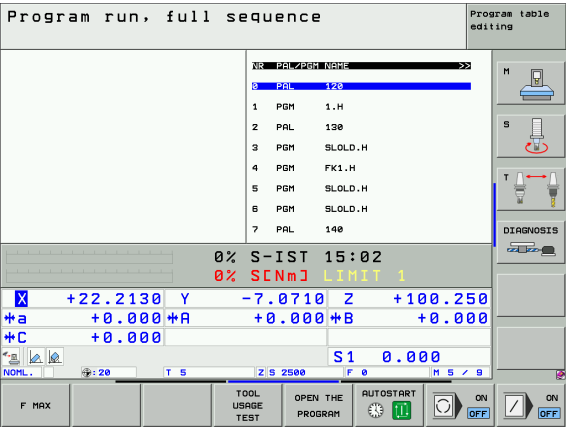 Program run, full sequence
Program table
editing
NR PAL/PGM NAME >>
0 PAL 120
1 PGM 1.H
2 PAL 130
3 PGM SLOLD.H
4 PGM FK1.H
5 PGM SLOLD.H
6 PGM SLOLD.H
7 PAL 140
M
S
T
DIAGNOSIS
0% S-IST 15:02
0% S[Nm] LIMIT 1
X +22.2130 Y -7.0710 Z +100.250
a +0.000 A +0.000 B +0.000
C +0.000
S1 0.000
NOML. :20 T 5 Z S 2500 F 0 M 5 / 9
F MAX
TOOL
USAGE
TEST
OPEN THE
PROGRAM
AUTOSTART
ON
OFF
ON
OFF